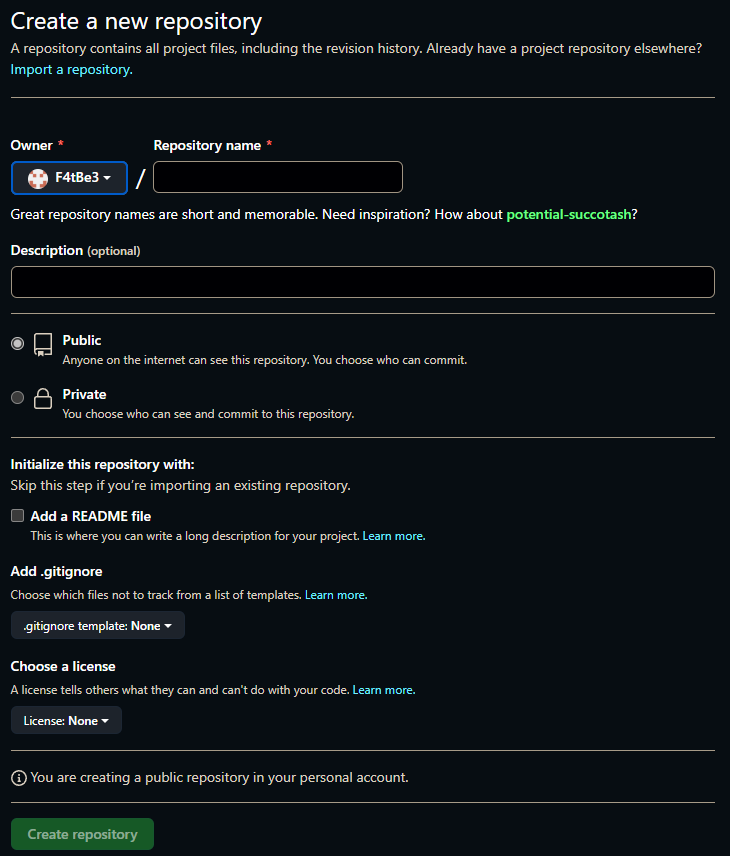 Create a new repository
A repository contains all project files, including the revision history. Already have a project repository elsewhere?
Import a repository.
Owner * Repository name *
F4tBe3 /
Great repository names are short and memorable. Need inspiration? How about potential-succotash?
Description (optional)
Public
Anyone on the internet can see this repository. You choose who can commit.
Private
You choose who can see and commit to this repository.
Initialize this repository with:
Skip this step if you’re importing an existing repository.
Add a README file
This is where you can write a long description for your project. Learn more.
Add .gitignore
Choose which files not to track from a list of templates. Learn more.
.gitignore template: None
Choose a license
A license tells others what they can and can't do with your code. Learn more.
License: None
You are creating a public repository in your personal account.
Create repository